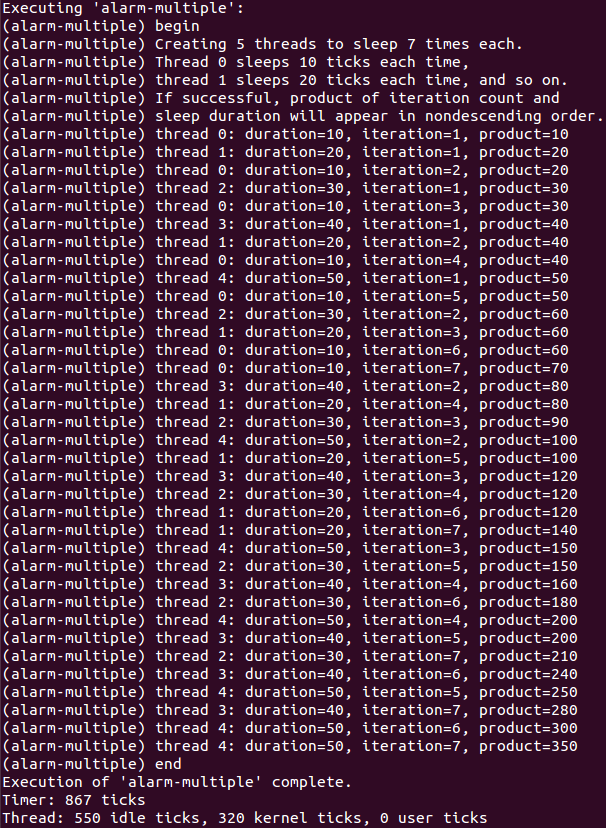 Executing 'alarm-multiple':
(alarm-multiple) begin
(alarm-multiple) Creating 5 threads to sleep 7 times each.
(alarm-multiple) Thread 0 sleeps 10 ticks each time,
(alarm-multiple) thread 1 sleeps 20 ticks each time, and so on.
(alarm-multiple) If successful, product of iteration count and
(alarm-multiple) sleep duration will appear in nondescending order.
(alarm-multiple) thread 0: duration=10, iteration=1, product=10
(alarm-multiple) thread 1: duration=20, iteration=1, product=20
(alarm-multiple) thread 0: duration=10, iteration=2, product=20
(alarm-multiple) thread 2: duration=30, iteration=1, product=30
(alarm-multiple) thread 0: duration=10, iteration=3, product=30
(alarm-multiple) thread 3: duration=40, iteration=1, product=40
(alarm-multiple) thread 1: duration=20, iteration=2, product=40
(alarm-multiple) thread 0: duration=10, iteration=4, product=40
(alarm-multiple) thread 4: duration=50, iteration=1, product=50
(alarm-multiple) thread 0: duration=10, iteration=5, product=50
(alarm-multiple) thread 2: duration=30, iteration=2, product=60
(alarm-multiple) thread 1: duration=20, iteration=3, product=60
(alarm-multiple) thread 0: duration=10, iteration=6, product=60
(alarm-multiple) thread 0: duration=10, iteration=7, product=70
(alarm-multiple) thread 3: duration=40, iteration=2, product=80
(alarm-multiple) thread 1: duration=20, iteration=4, product=80
(alarm-multiple) thread 2: duration=30, iteration=3, product=90
(alarm-multiple) thread 4: duration=50, iteration=2, product=100
(alarm-multiple) thread 1: duration=20, iteration=5, product=100
(alarm-multiple) thread 3: duration=40, iteration=3, product=120
(alarm-multiple) thread 2: duration=30, iteration=4, product=120
(alarm-multiple) thread 1: duration=20, iteration=6, product=120
(alarm-multiple) thread 1: duration=20, iteration=7, product=140
(alarm-multiple) thread 4: duration=50, iteration=3, product=150
(alarm-multiple) thread 2: duration=30, iteration=5, product=150
(alarm-multiple) thread 3: duration=40, iteration=4, product=160
(alarm-multiple) thread 2: duration=30, iteration=6, product=180
(alarm-multiple) thread 4: duration=50, iteration=4, product=200
(alarm-multiple) thread 3: duration=40, iteration=5, product=200
(alarm-multiple) thread 2: duration=30, iteration=7, product=210
(alarm-multiple) thread 3: duration=40, iteration=6, product=240
(alarm-multiple) thread 4: duration=50, iteration=5, product=250
(alarm-multiple) thread 3: duration=40, iteration=7, product=280
(alarm-multiple) thread 4: duration=50, iteration=6, product=300
(alarm-multiple) thread 4: duration=50, iteration=7, product=350
(alarm-multiple) end
Execution of 'alarm-multiple' complete.
Timer: 867 ticks
Thread: 550 idle ticks, 320 kernel ticks, 0 user ticks